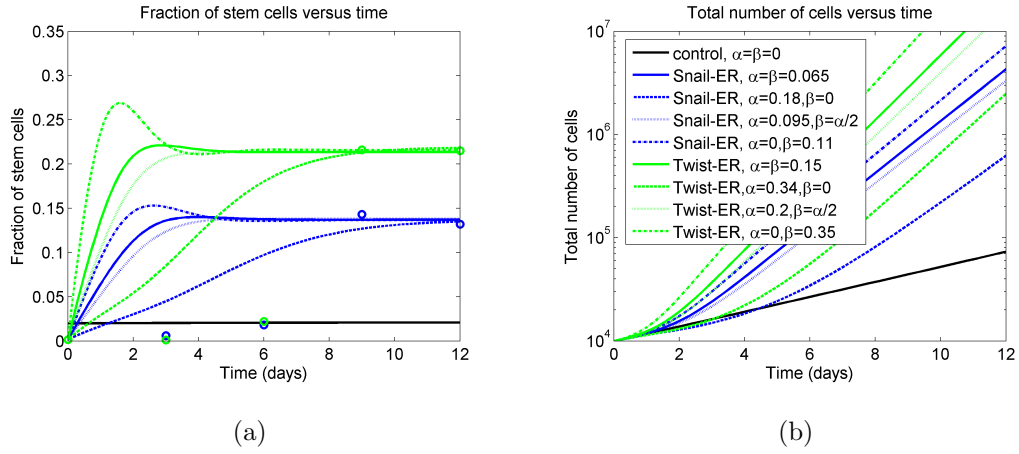 Fraction of stem cells versus time
0.35
0.3
0.25
0.2
0.15
0.1
0.05
0
Fraction of stem cells
0 2 4 6 8 10 12
Time (days)
(a)
Total number of cells versus time
10^7
10^6
10^5
10^4
Total number of cells
control, α=β=0
Snail-ER, α=β=0.065
Snail-ER, α=0.18,β=0
Snail-ER, α=0.095,β=α/2
Snail-ER, α=0,β=0.11
Twist-ER, α=β=0.15
Twist-ER,α=0.34,β=0
Twist-ER,α=0.2,β=α/2
Twist-ER, α=0,β=0.35
0 2 4 6 8 10 12
Time (days)
(b)